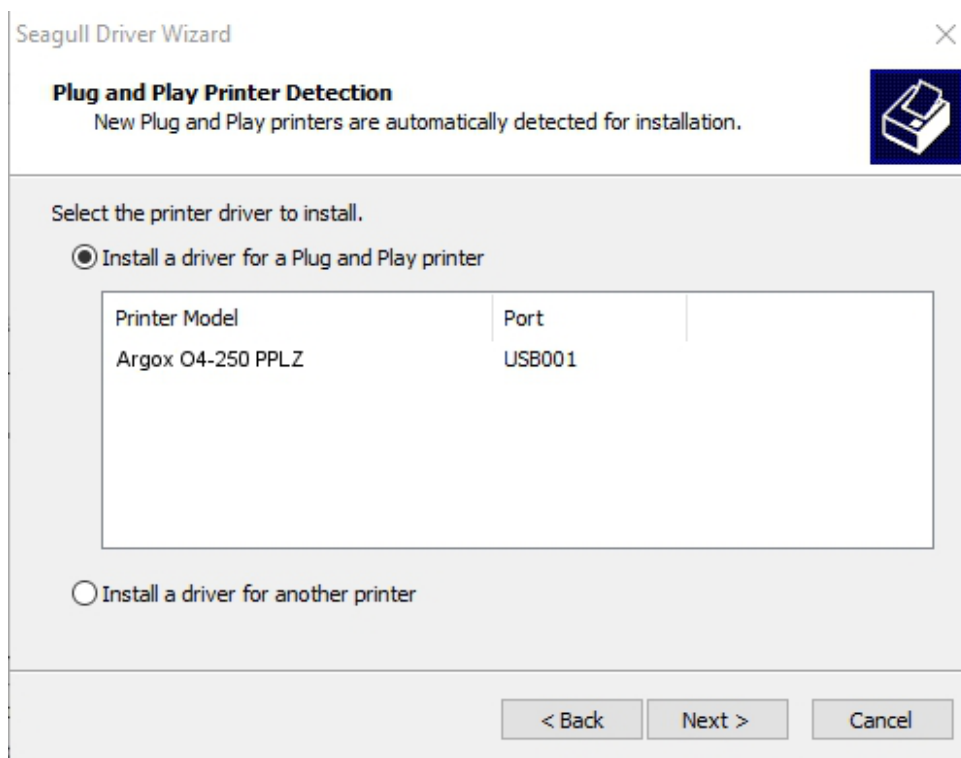 Seagull Driver Wizard
Plug and Play Printer Detection
New Plug and Play printers are automatically detected for installation.
Select the printer driver to install.
Install a driver for a Plug and Play printer
Printer Model Port
Argox O4-250 PPLZ USB001
Install a driver for another printer
< Back Next > Cancel